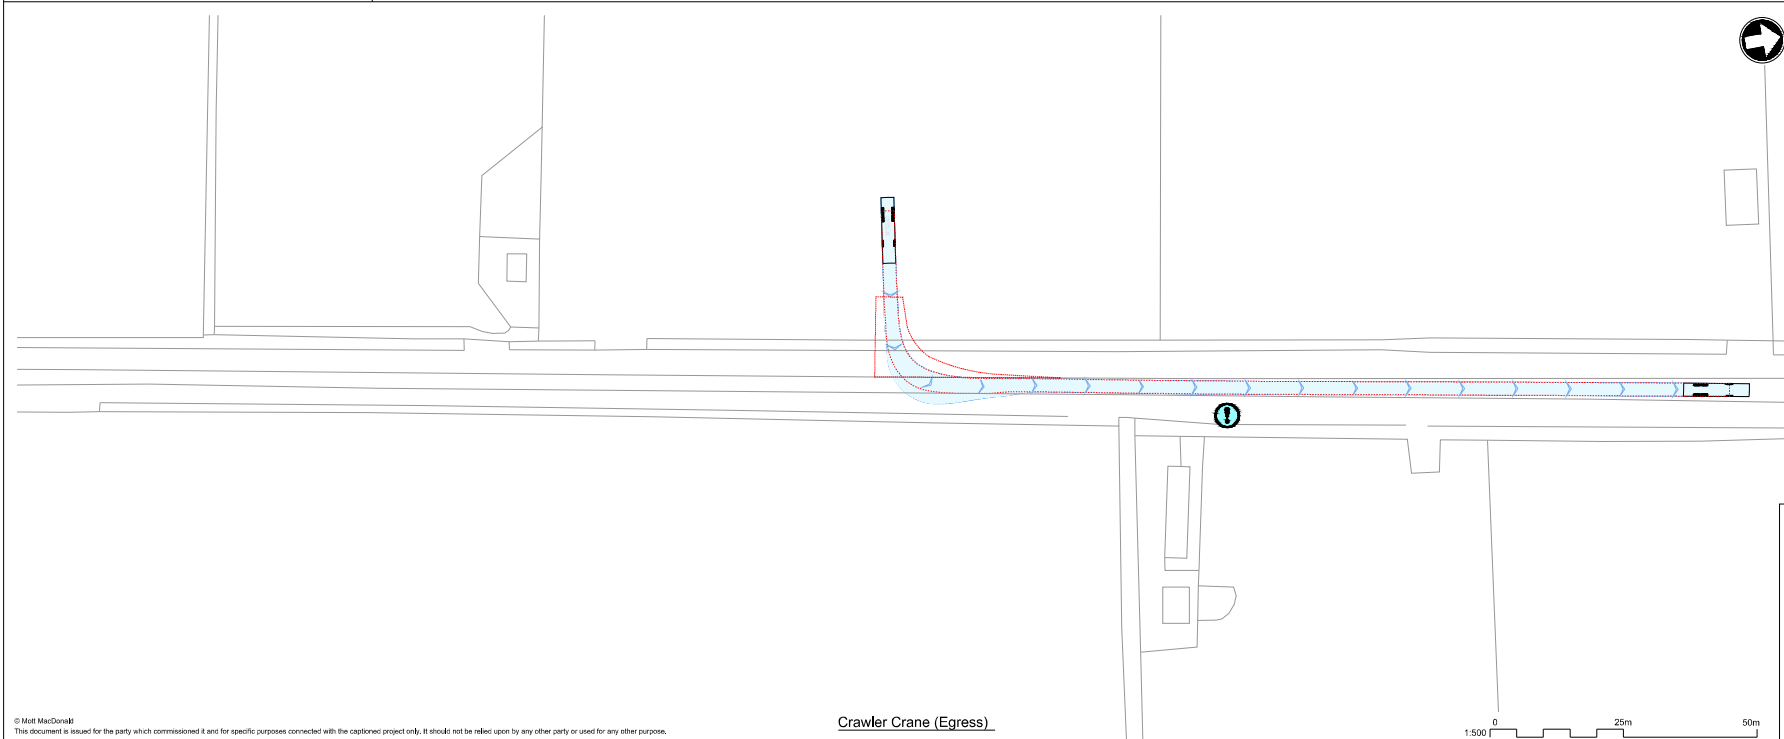 © Mott MacDonald
This document is issued for the party which commissioned it and for specific purposes connected with the captioned project only. It should not be relied upon by any other party or used for any other purpose.
Crawler Crane (Egress)
0 25m 50m
1:500